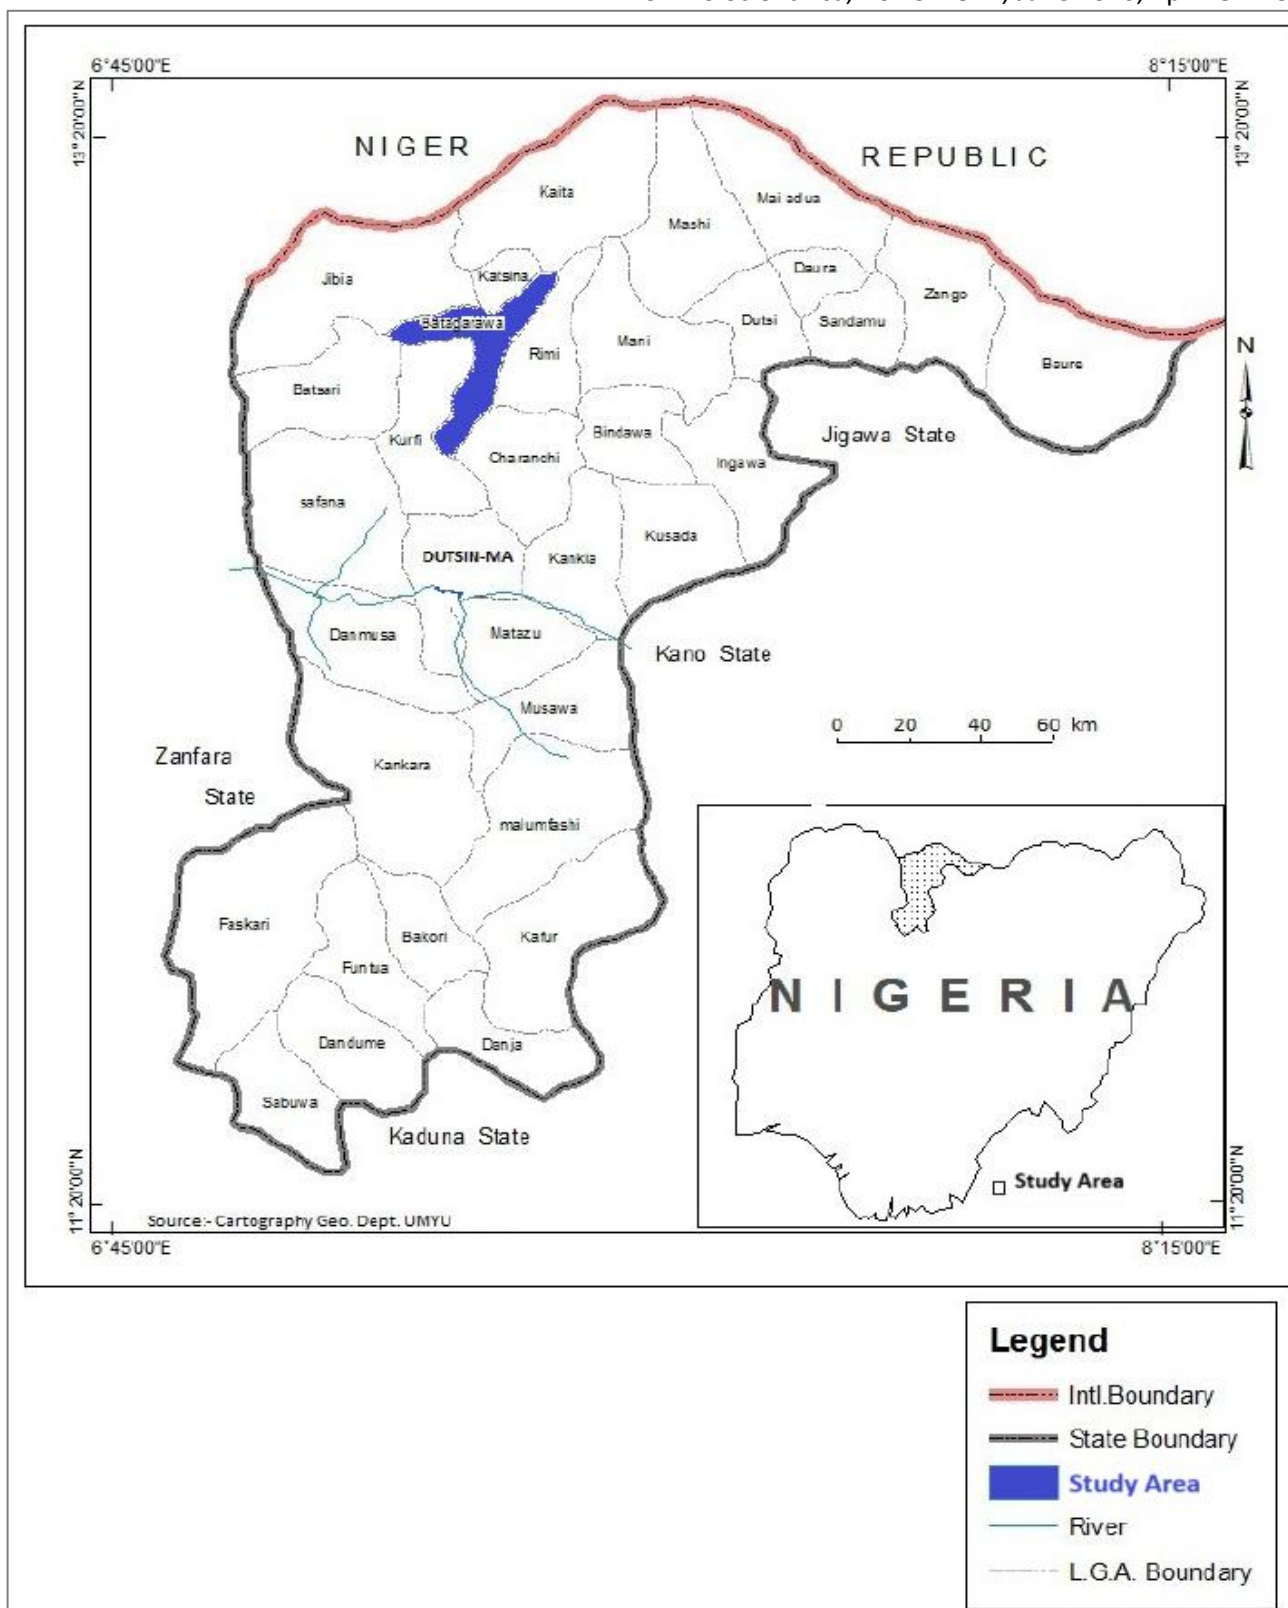 6°45'00"E
8°15'00"E
13°20'00"N
13°20'00"N
NIGER
REPUBLIC
Kaita
Mai adua
Mashi
Katsina
Daura
Jibia
Zango
Batagarawa
Dutsi
Sandamu
Rimi
Mani
N
Baure
Batsari
Kurfi
Charanchi
Bindawa
Ingawa
Jigawa State
safana
DUTSIN-MA
Kankia
Kusada
Danmusa
Matazu
Kano State
Musawa
0 20 40 60 km
Zanfara
State
Kankara
malumfashi
Faskari
Bakori
Kafur
Funtua
NIGERIA
Dandume
Danja
Sabuwa
Kaduna State
Study Area
11°20'00"N
11°20'00"N
Source:- Cartography Geo. Dept. UMYU
6°45'00"E
8°15'00"E
Legend
Intl.Boundary
State Boundary
Study Area
River
L.G.A. Boundary